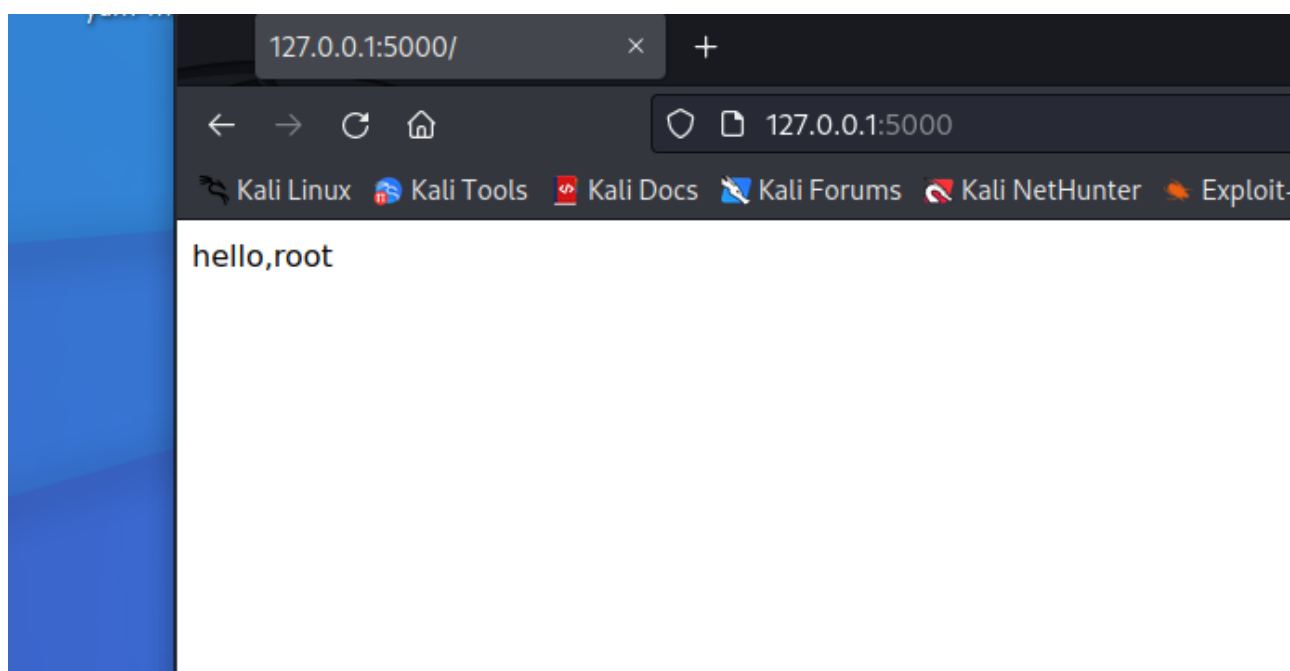 127.0.0.1:5000/
127.0.0.1:5000
Kali Linux Kali Tools Kali Docs Kali Forums Kali NetHunter Exploit-
hello,root